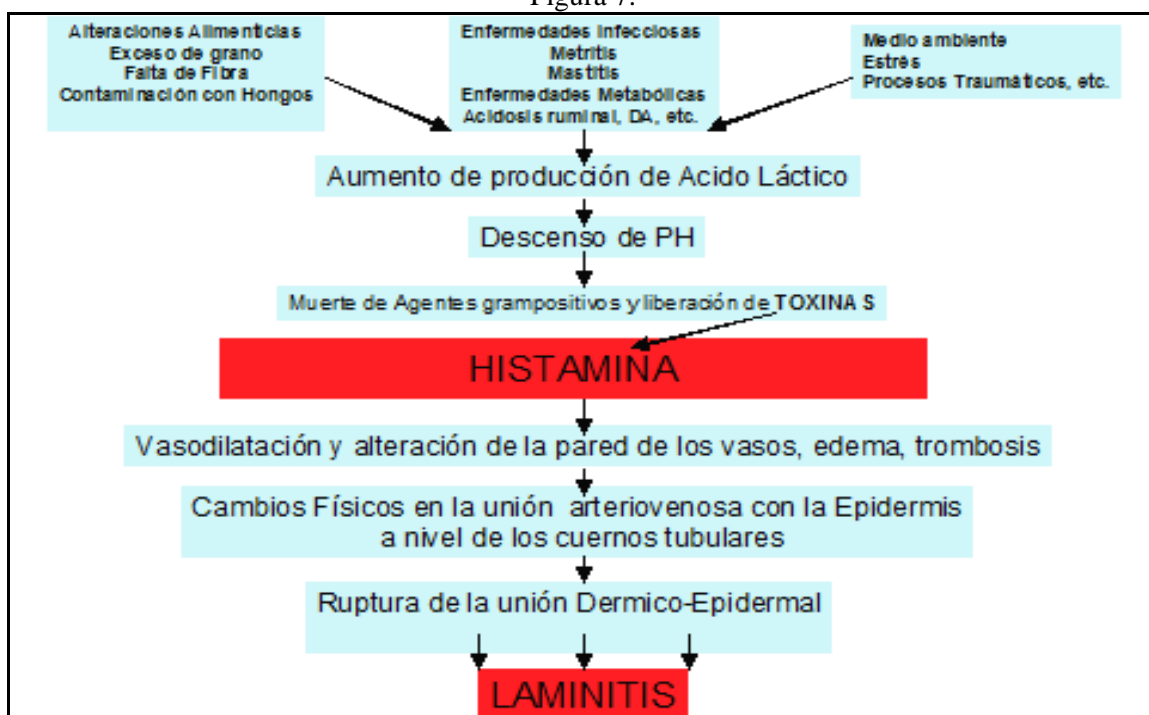 Figura 7.
Alteraciones Alimenticias
Exceso de grano
Falta de Fibra
Contaminación con Hongos
Enfermedades Infecciosas
Metritis
Mastitis
Enfermedades Metabólicas
Acidosis ruminal, DA, etc.
Medio ambiente
Estrés
Procesos Traumáticos, etc.
Aumento de producción de Acido Láctico
Descenso de PH
Muerte de Agentes grampositivos y liberación de TOXINA S
HISTAMINA
Vasodilatación y alteración de la pared de los vasos, edema, trombosis
Cambios Físicos en la unión arteriovenosa con la Epidermis
a nivel de los cuernos tubulares
Ruptura de la unión Dermico-Epidermal
LAMINITIS